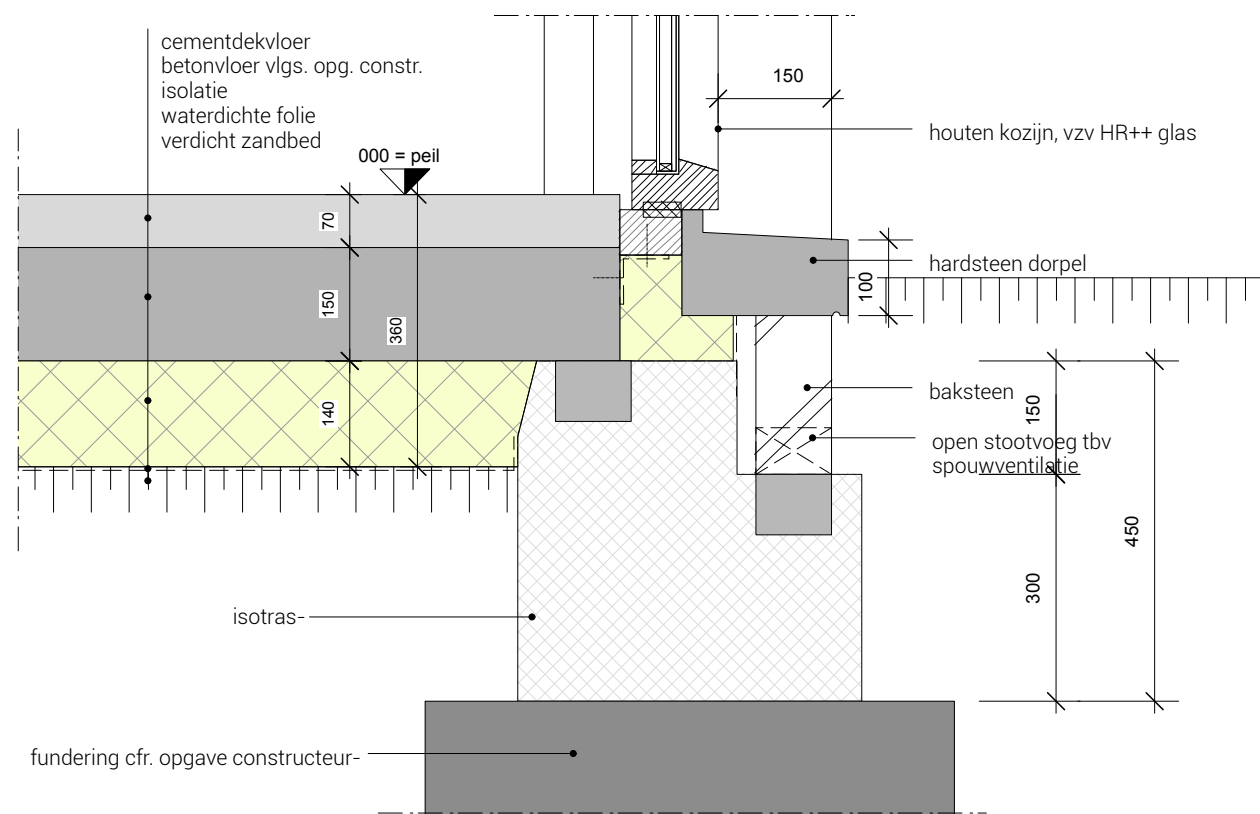 cementdekvloer
betonvloer vlgs. opg. constr.
isolatie
waterdichte folie
verdicht zandbed
000 = peil
150
houten kozijn, vzv HR++ glas
70
hardsteen dorpel
100
150
360
140
baksteen
150
open stootvoeg tbv
spouwventilatie
450
300
isotras-
fundering cfr. opgave constructeur-